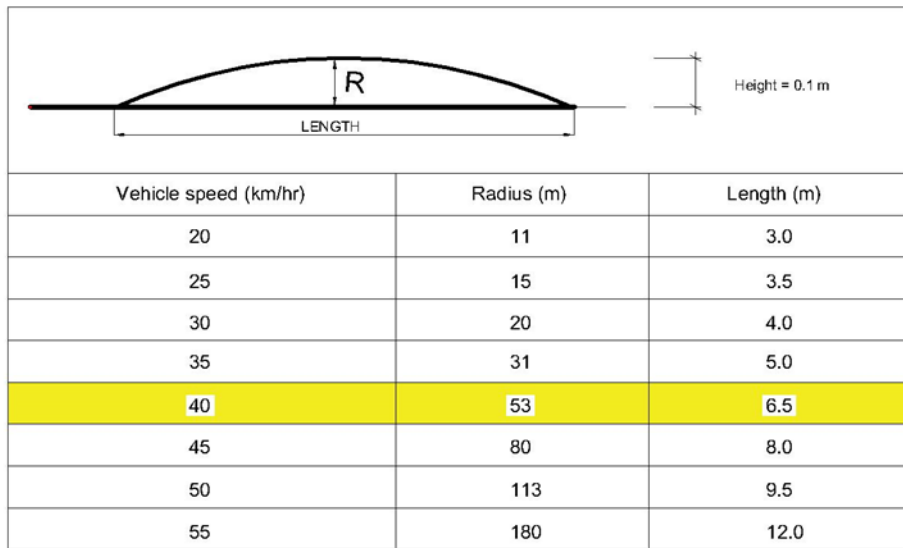 R
Height = 0.1 m
LENGTH
Vehicle speed (km/hr) Radius (m) Length (m)
20 11 3.0
25 15 3.5
30 20 4.0
35 31 5.0
40 53 6.5
45 80 8.0
50 113 9.5
55 180 12.0